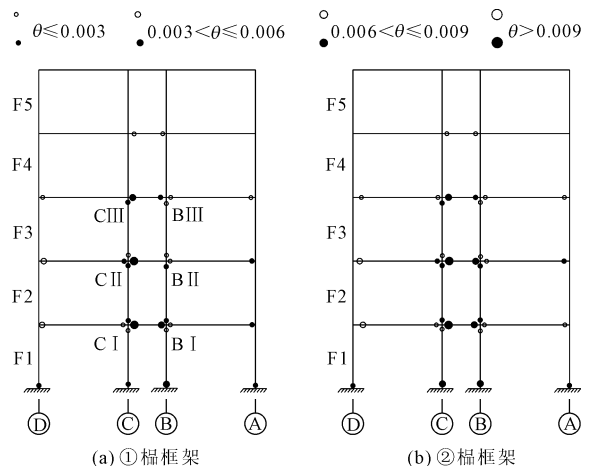 θ≤0.003 0.003<θ≤0.006 0.006<θ≤0.009 θ>0.009
F5 F5
F4 F4
CⅢ BⅢ
F3 F3
CⅡ BⅡ
F2 F2
CⅠ BⅠ
F1 F1
D C B A D C B A
(a) ①榀框架 (b) ②榀框架